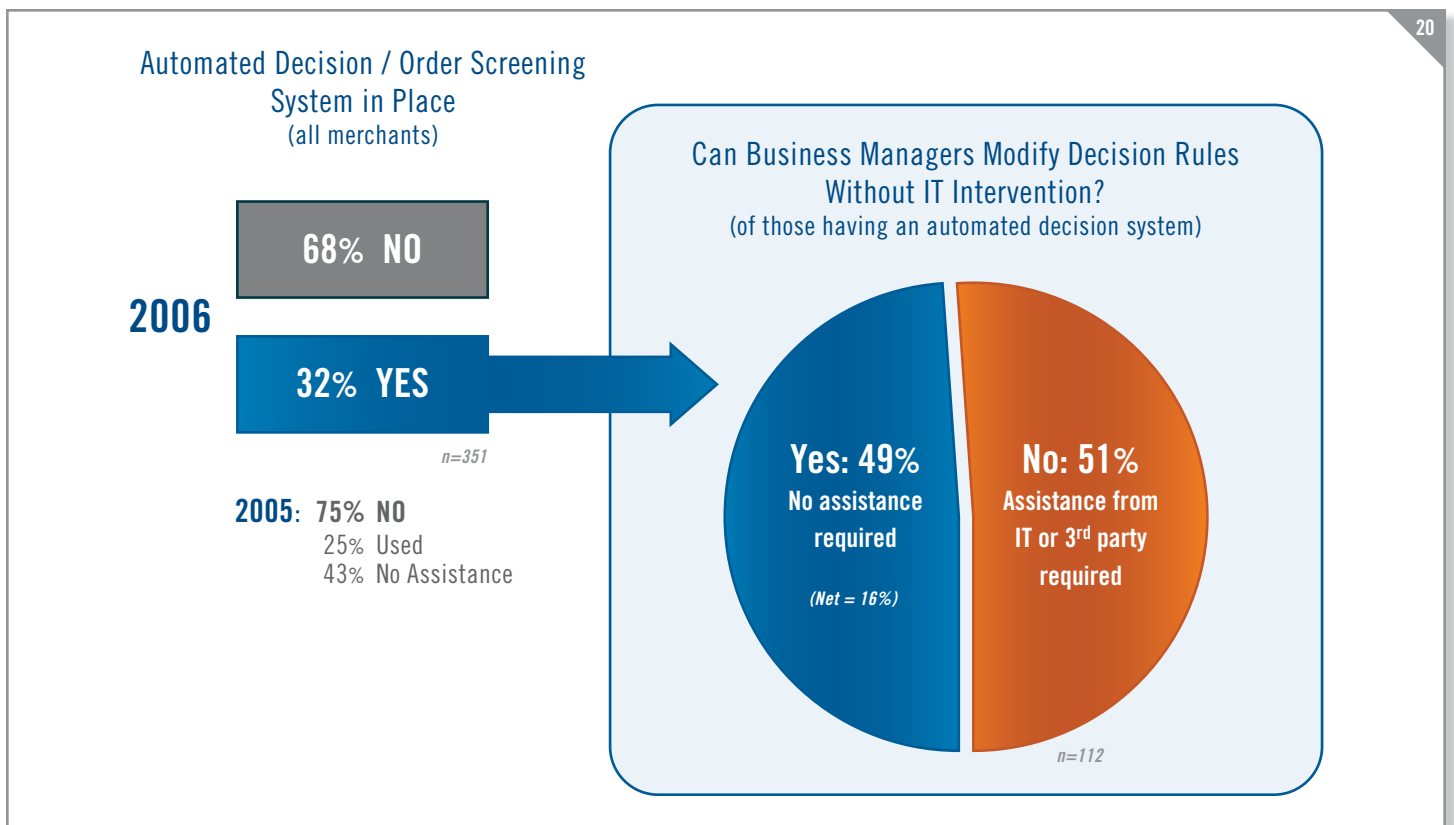 20
Automated Decision / Order Screening
System in Place
(all merchants)
2006
68% NO
32% YES
n=351
2005: 75% NO
25% Used
43% No Assistance
Can Business Managers Modify Decision Rules
Without IT Intervention?
(of those having an automated decision system)
Yes: 49%
No assistance
required
(Net = 16%)
No: 51%
Assistance from
IT or 3rd party
required
n=112